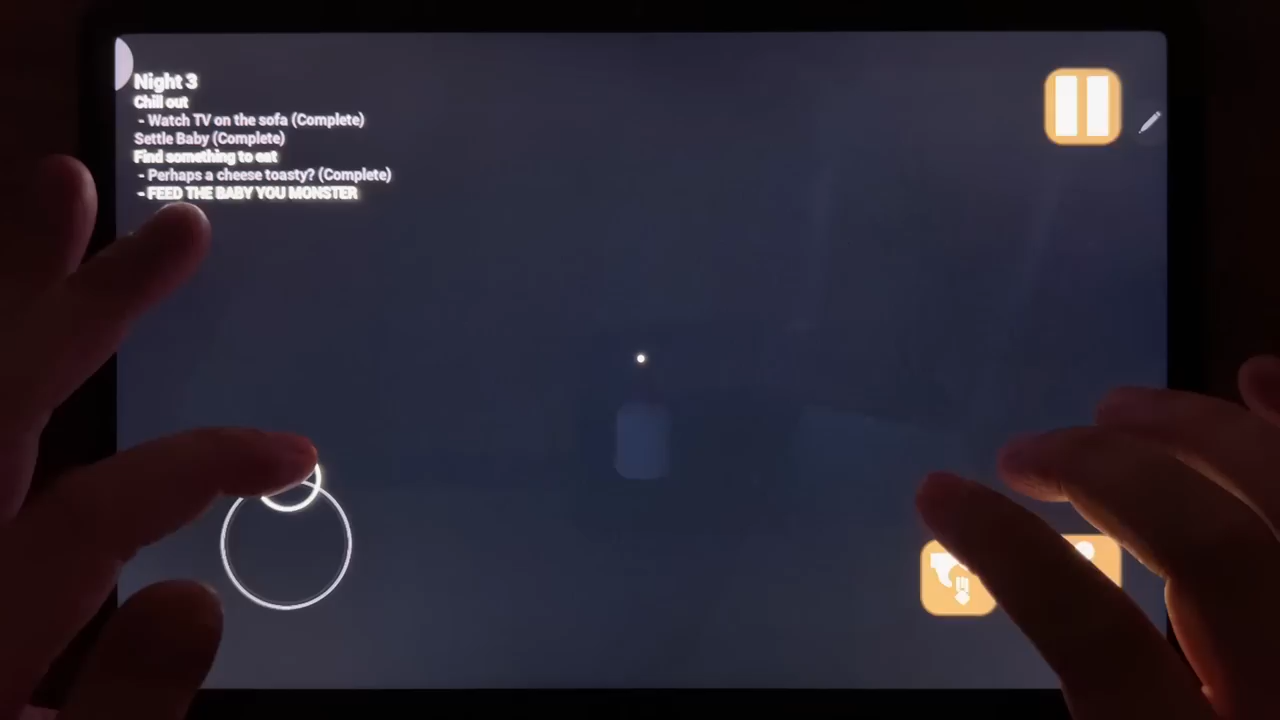 Night 3
Chill out
- Watch TV on the sofa (Complete)
Settle Baby (Complete)
Find something to eat
- Perhaps a cheese toasty? (Complete)
- FEED THE BABY YOU MONSTER